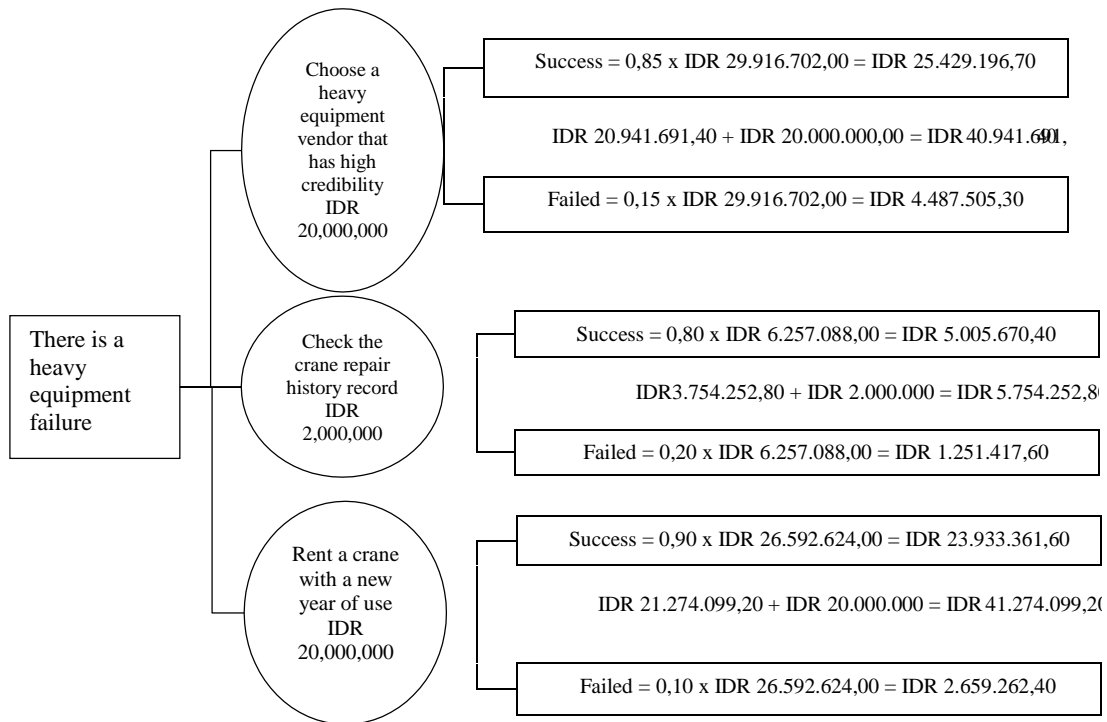 There is a
heavy
equipment
failure
Choose a
heavy
equipment
vendor that
has high
credibility
IDR
20,000,000
Success = 0,85 x IDR 29.916.702,00 = IDR 25.429.196,70
IDR 20.941.691,40 + IDR 20.000.000,00 = IDR
Failed = 0,15 x IDR 29.916.702,00 = IDR 4.487.505,30
Check the
crane repair
history record
IDR
2,000,000
Success = 0,80 x IDR 6.257.088,00 = IDR 5.005.670,40
IDR3.754.252,80 + IDR 2.000.000 = IDR 5.754.252,8
Failed = 0,20 x IDR 6.257.088,00 = IDR 1.251.417,60
Rent a crane
with a new
year of use
IDR
20,000,000
Success = 0,90 x IDR 26.592.624,00 = IDR 23.933.361,60
IDR 21.274.099,20 + IDR 20.000.000 = IDR 41.274.099,20
Failed = 0,10 x IDR 26.592.624,00 = IDR 2.659.262,40